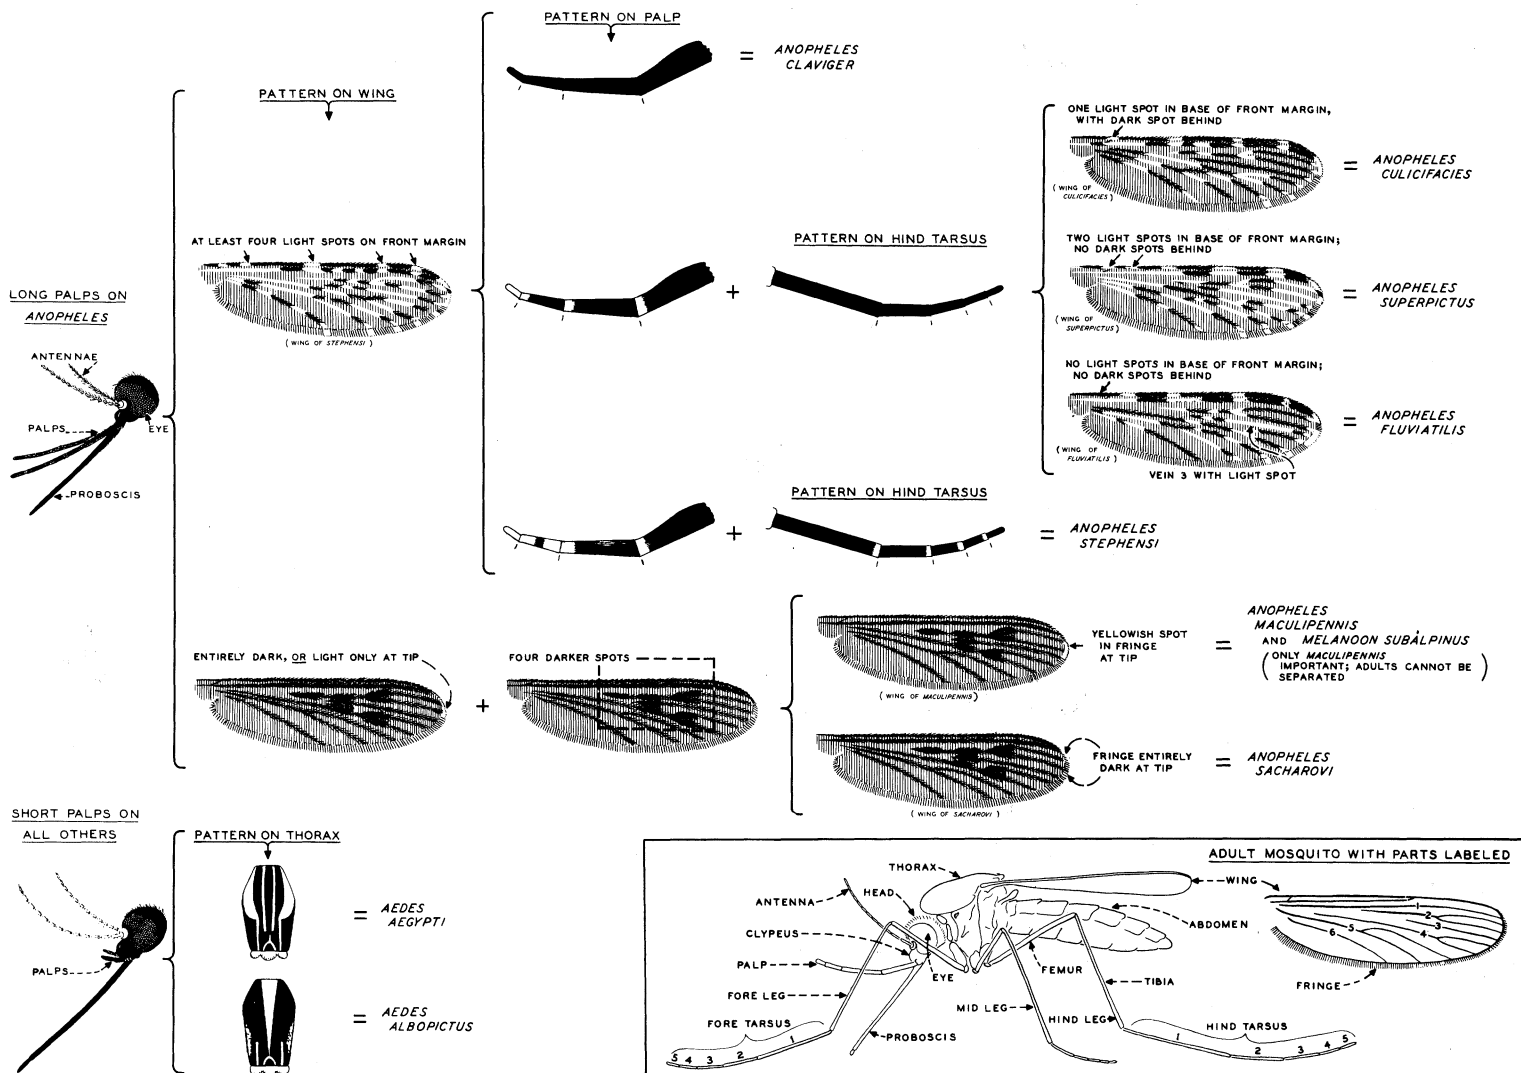 PATTERN ON PALP
= ANOPHELES
CLAVIGER
PATTERN ON WING
ONE LIGHT SPOT IN BASE OF FRONT MARGIN,
WITH DARK SPOT BEHIND
(WING OF
CULICIFACIES)
= ANOPHELES
CULICIFACIES
AT LEAST FOUR LIGHT SPOTS ON FRONT MARGIN
(WING OF STEPHENSI)
+
PATTERN ON HIND TARSUS
TWO LIGHT SPOTS IN BASE OF FRONT MARGIN;
NO DARK SPOTS BEHIND
(WING OF
SUPERPICTUS)
= ANOPHELES
SUPERPICTUS
LONG PALPS ON
ANOPHELES
ANTENNAE
PALPS
EYE
PROBOSCIS
NO LIGHT SPOTS IN BASE OF FRONT MARGIN;
NO DARK SPOTS BEHIND
(WING OF
FLUVIATILIS)
= ANOPHELES
FLUVIATILIS
VEIN 3 WITH LIGHT SPOT
PATTERN ON HIND TARSUS
+
= ANOPHELES
STEPHENSI
ENTIRELY DARK, OR LIGHT ONLY AT TIP
+
FOUR DARKER SPOTS
(WING OF MACULIPENNIS)
YELLOWISH SPOT
IN FRINGE
AT TIP
= ANOPHELES
MACULIPENNIS
AND MELANOON SUBALPINUS
(ONLY MACULIPENNIS
IMPORTANT; ADULTS CANNOT BE
SEPARATED)
(WING OF SACHAROVI)
FRINGE ENTIRELY
DARK AT TIP
= ANOPHELES
SACHAROVI
SHORT PALPS ON
ALL OTHERS
PALPS
PATTERN ON THORAX
= AEDES
AEGYPTI
= AEDES
ALBOPICTUS
ADULT MOSQUITO WITH PARTS LABELED
THORAX
HEAD
ANTENNA
CLYPEUS
PALP
EYE
FORE LEG
FORE TARSUS
5 4 3 2 1
PROBOSCIS
MID LEG
FEMUR
TIBIA
HIND LEG
HIND TARSUS
1 2 3 4 5
ABDOMEN
WING
1
2
3
4
5
6
FRINGE